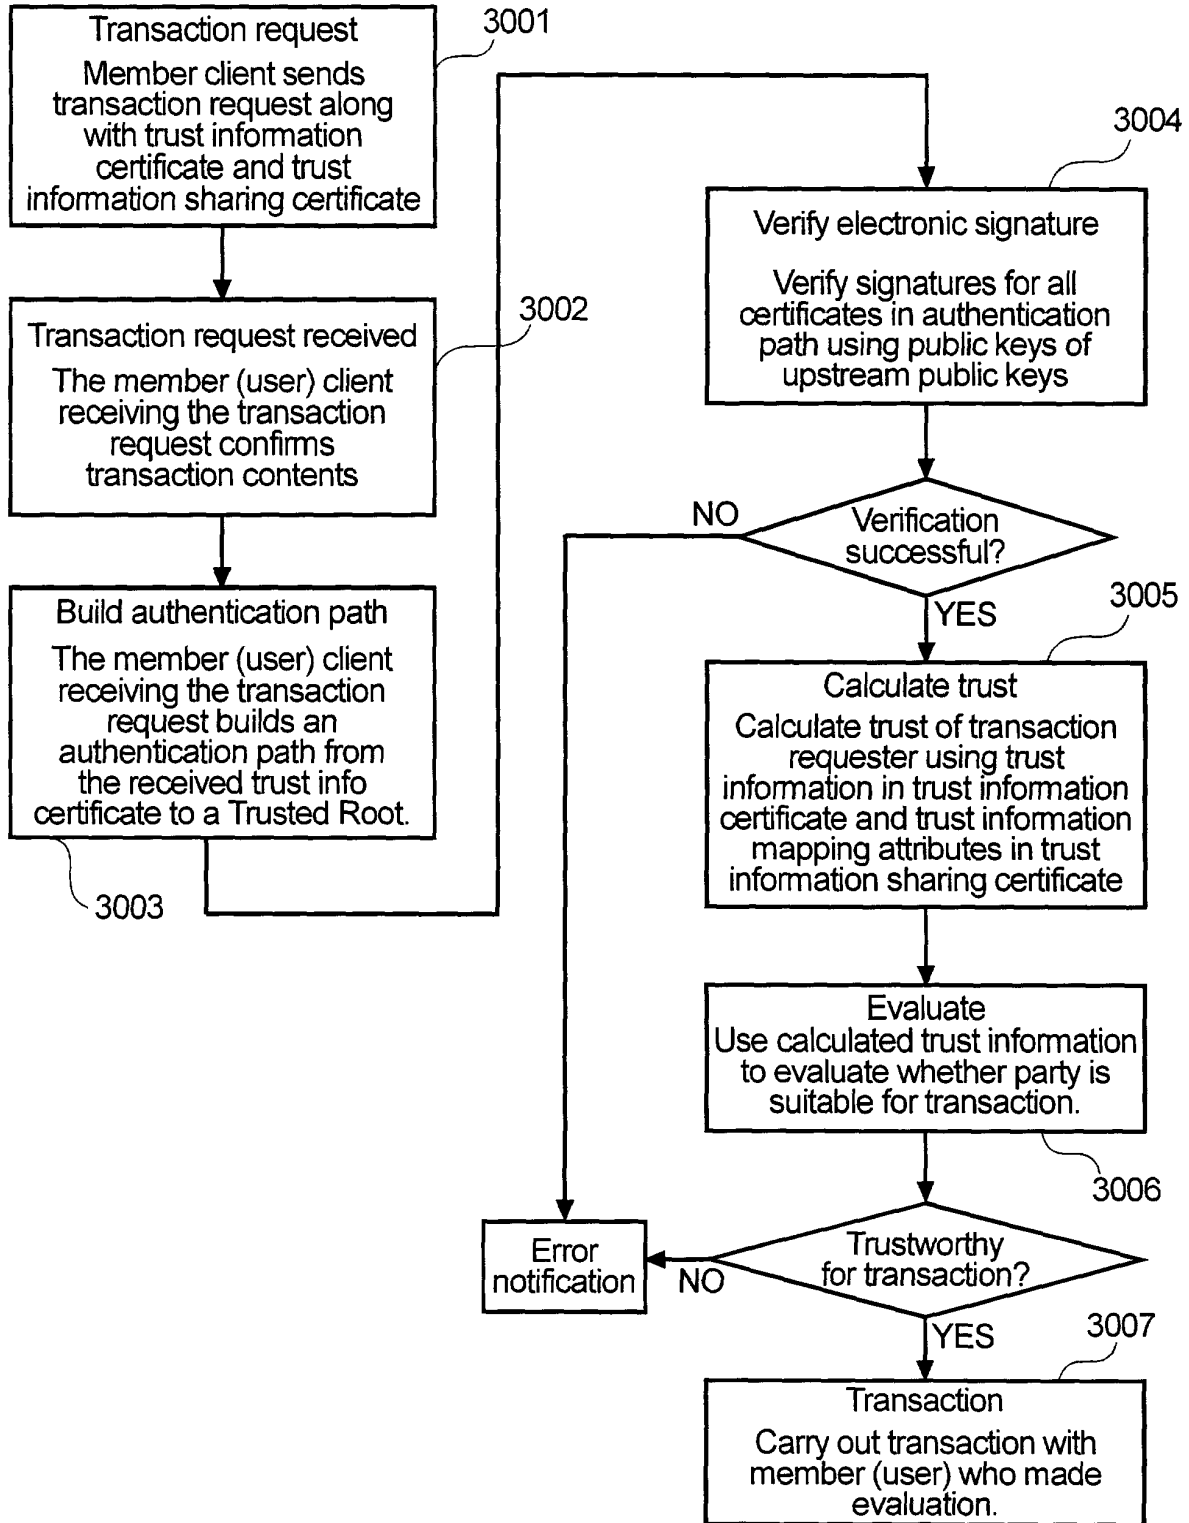 Transaction request
Member client sends
transaction request along
with trust information
certificate and trust
information sharing certificate
3001
Transaction request received
The member (user) client
receiving the transaction
request confirms
transaction contents
3002
Build authentication path
The member (user) client
receiving the transaction
request builds an
authentication path from
the received trust info
certificate to a Trusted Root.
3003
3004
Verify electronic signature
Verify signatures for all
certificates in authentication
path using public keys of
upstream public keys
Verification
successful?
NO
YES
3005
Calculate trust
Calculate trust of transaction
requester using trust
information in trust information
certificate and trust information
mapping attributes in trust
information sharing certificate
Evaluate
Use calculated trust information
to evaluate whether party is
suitable for transaction.
3006
Trustworthy
for transaction?
NO
Error
notification
YES
3007
Transaction
Carry out transaction with
member (user) who made
evaluation.